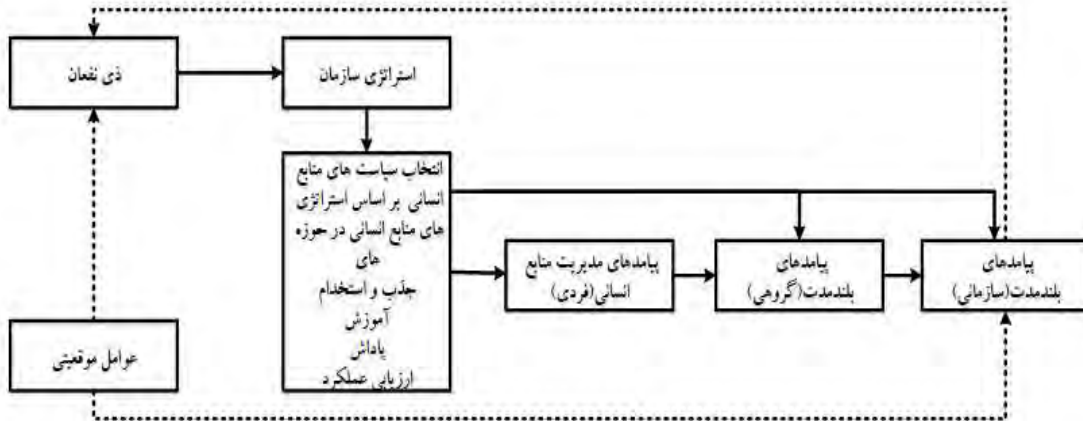 ذی نفعان
استراتژی سازمان
انتخاب سیاست های منابع
انسانی بر اساس استراتژی
های منابع انسانی در حوزه
های
جذب و استخدام
آموزش
پاداش
ارزیابی عملکرد
پیامدهای مدیریت منابع
انسانی(فردی)
پیامدهای
بلندمدت(گروهی)
پیامدهای
بلندمدت(سازمانی)
عوامل موقعیتی